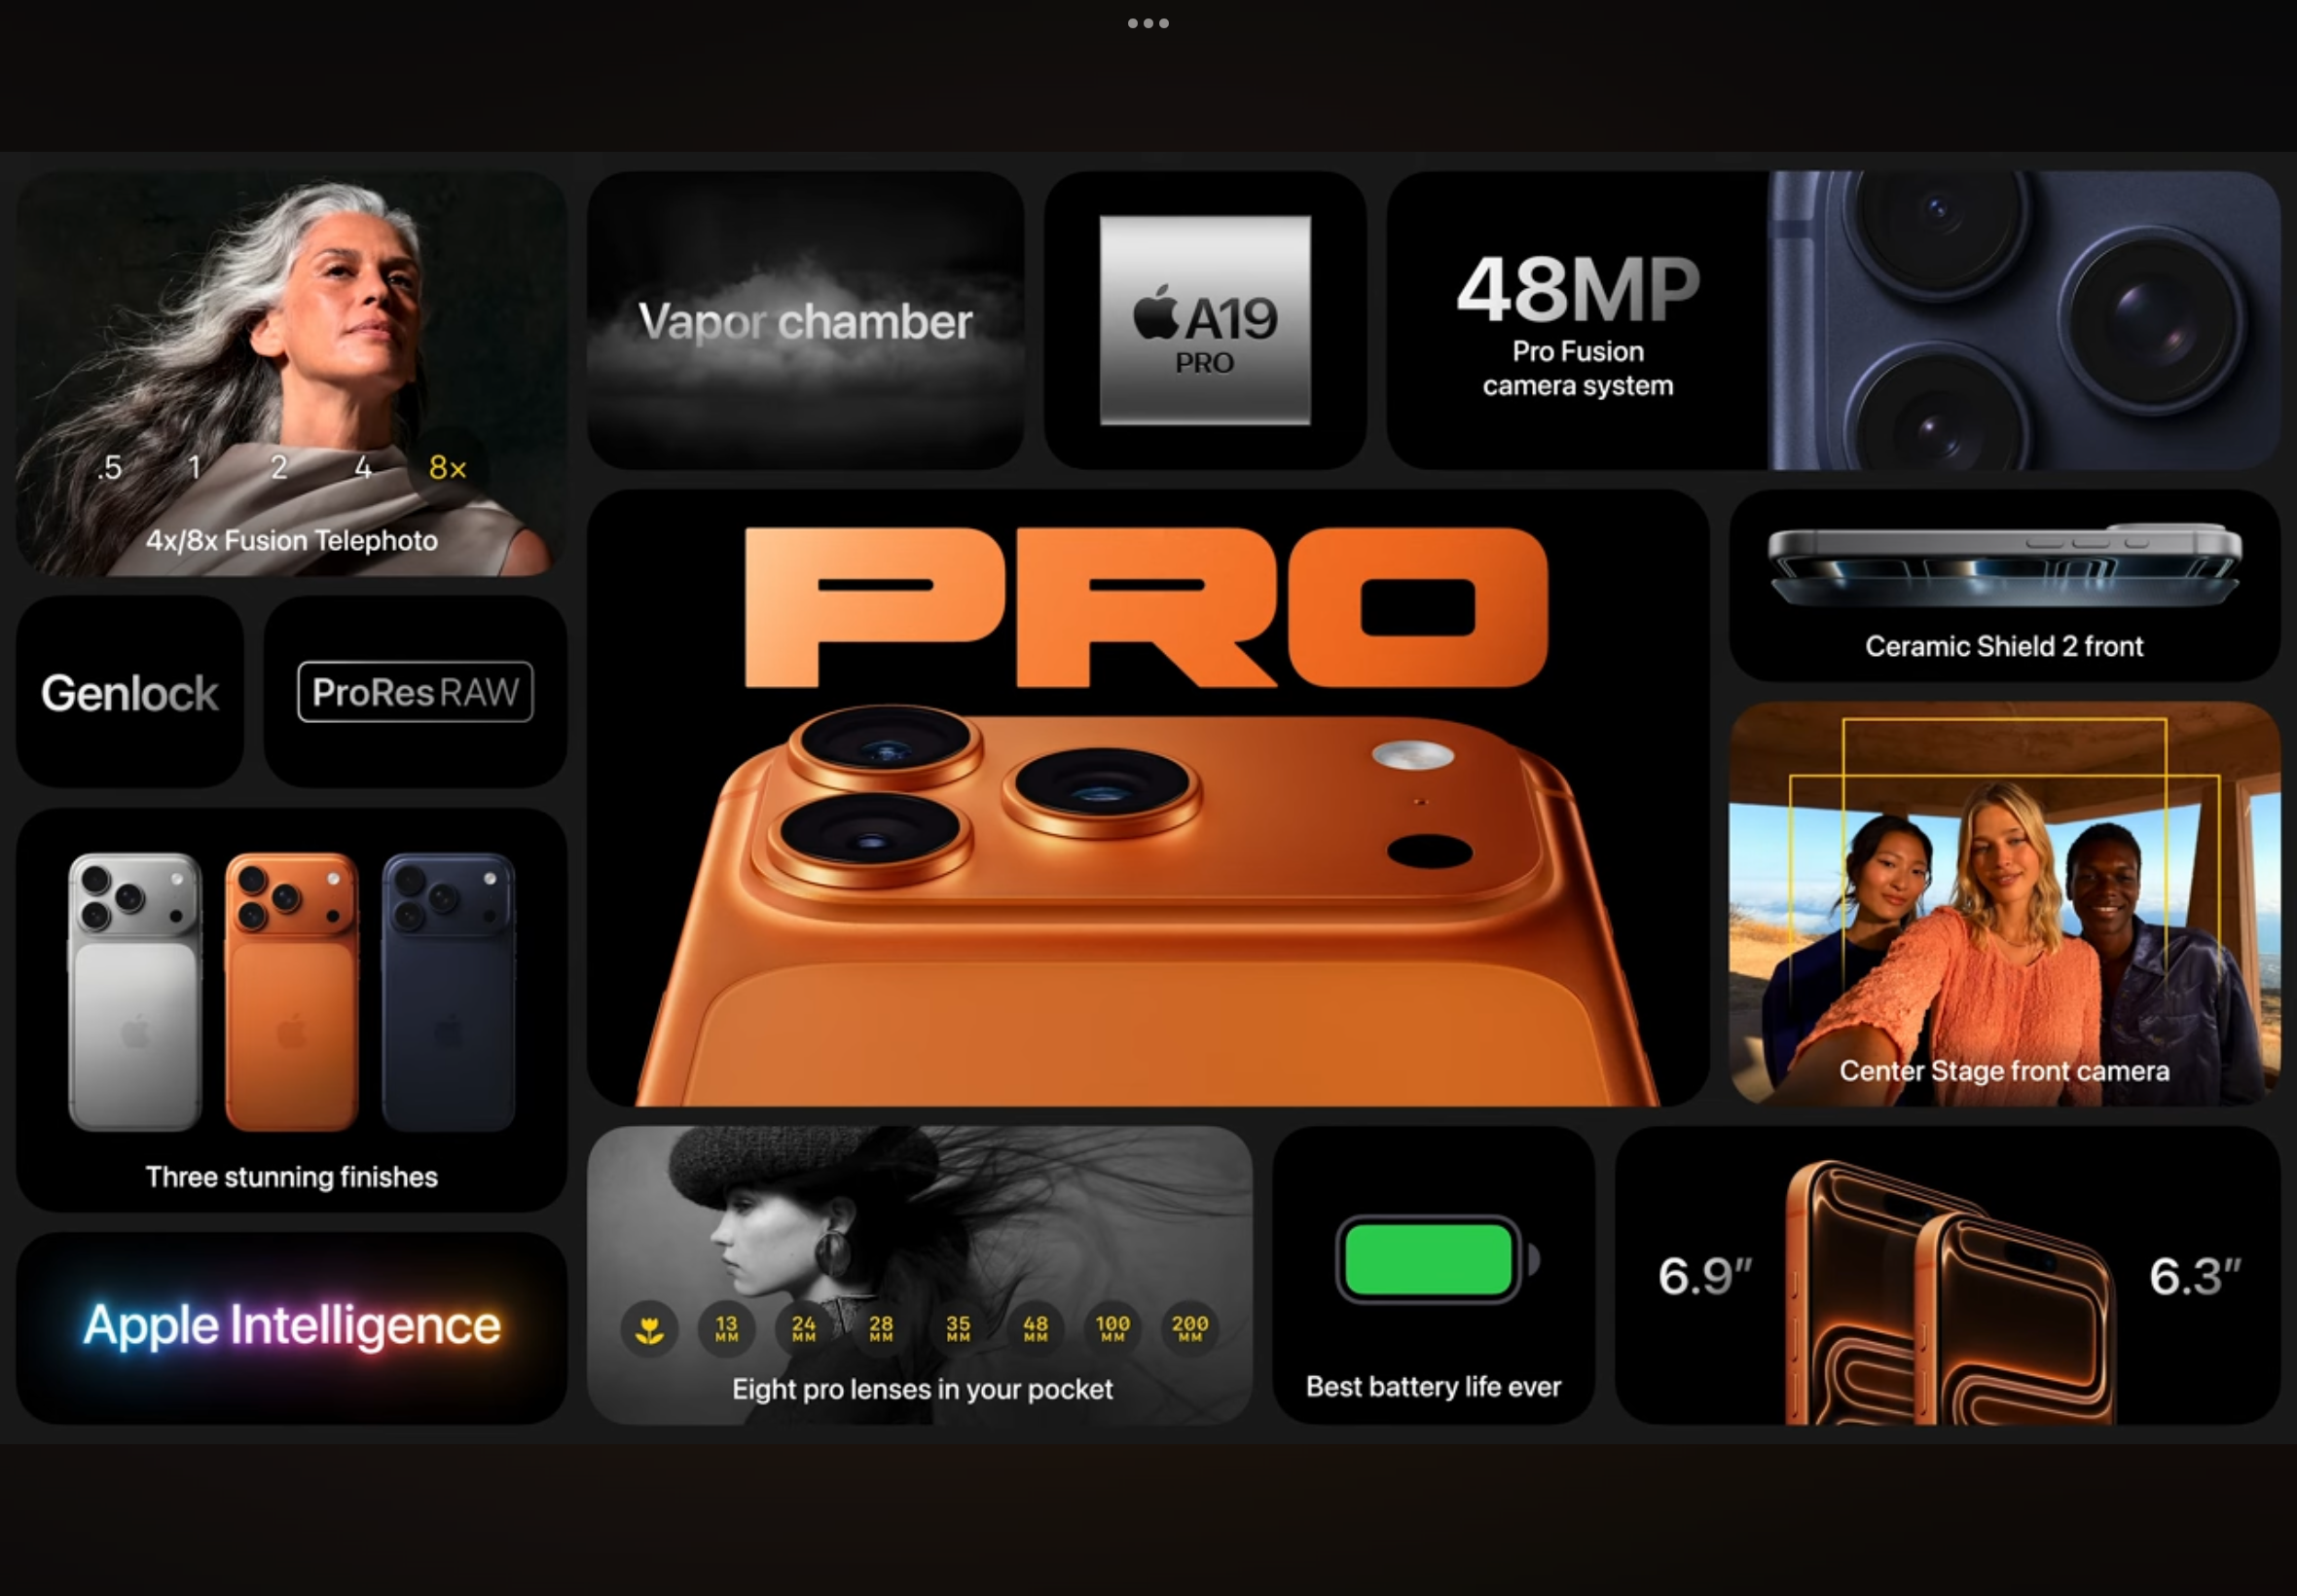 .5 1 2 4 8x
4x/8x Fusion Telephoto
Vapor chamber
A19
PRO
48MP
Pro Fusion
camera system
Genlock
ProRes RAW
PRO
Ceramic Shield 2 front
Center Stage front camera
Three stunning finishes
Apple Intelligence
13
MM
24
MM
28
MM
35
MM
48
MM
100
MM
200
MM
Eight pro lenses in your pocket
Best battery life ever
6.9″
6.3″